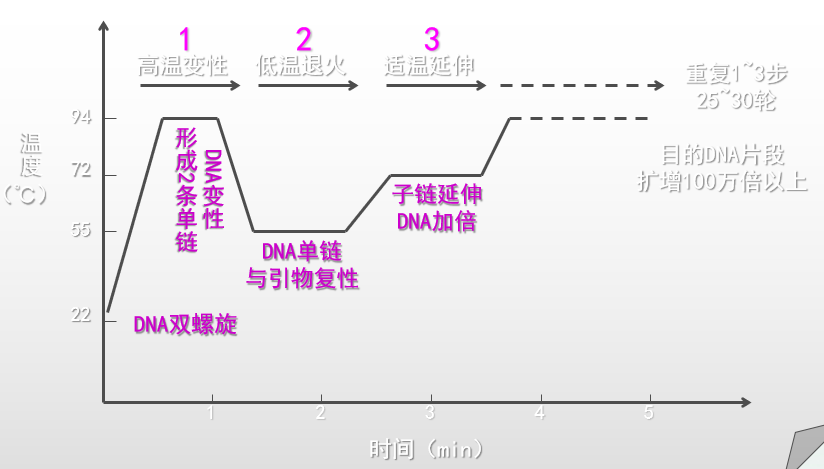 1
2
3
高温变性
低温退火
适温延伸
重复1~3步
25~30轮
温度
(℃)
94
72
55
22
形成2条单链
DNA变性
子链延伸
DNA加倍
DNA单链
与引物复性
DNA双螺旋
目的DNA片段
扩增100万倍以上
1
2
3
4
5
时间（min）